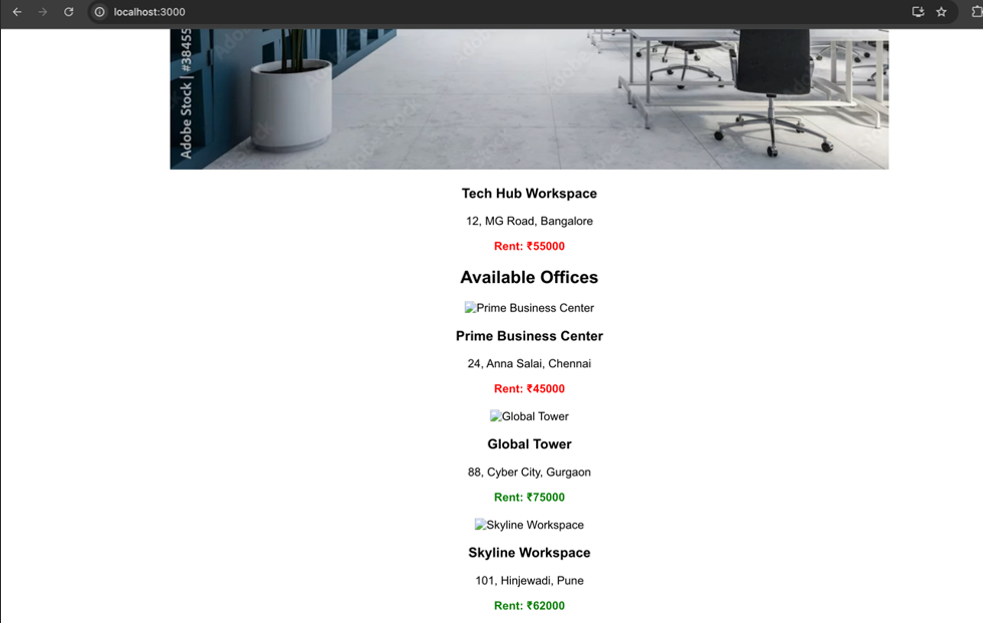 localhost:3000
Adobe Stock | #38455
Tech Hub Workspace
12, MG Road, Bangalore
Rent: ₹55000
Available Offices
Prime Business Center
Prime Business Center
24, Anna Salai, Chennai
Rent: ₹45000
Global Tower
Global Tower
88, Cyber City, Gurgaon
Rent: ₹75000
Skyline Workspace
Skyline Workspace
101, Hinjewadi, Pune
Rent: ₹62000